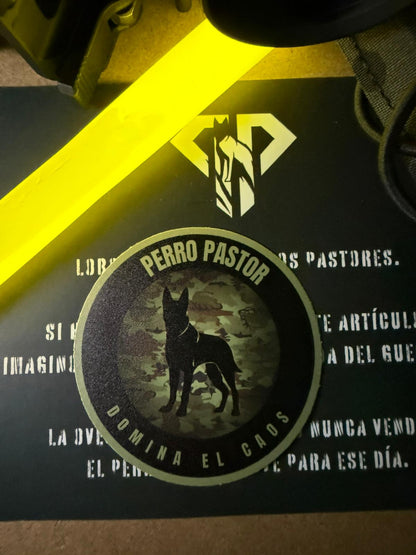 PERRO PASTOR
DOMINA EL CAOS
OS PASTORES.
SI
ARTÍCUL
IMAGIN
DEL GUE
LA OVE
NUNCA VEND
EL PER
PARA ESE DÍA.